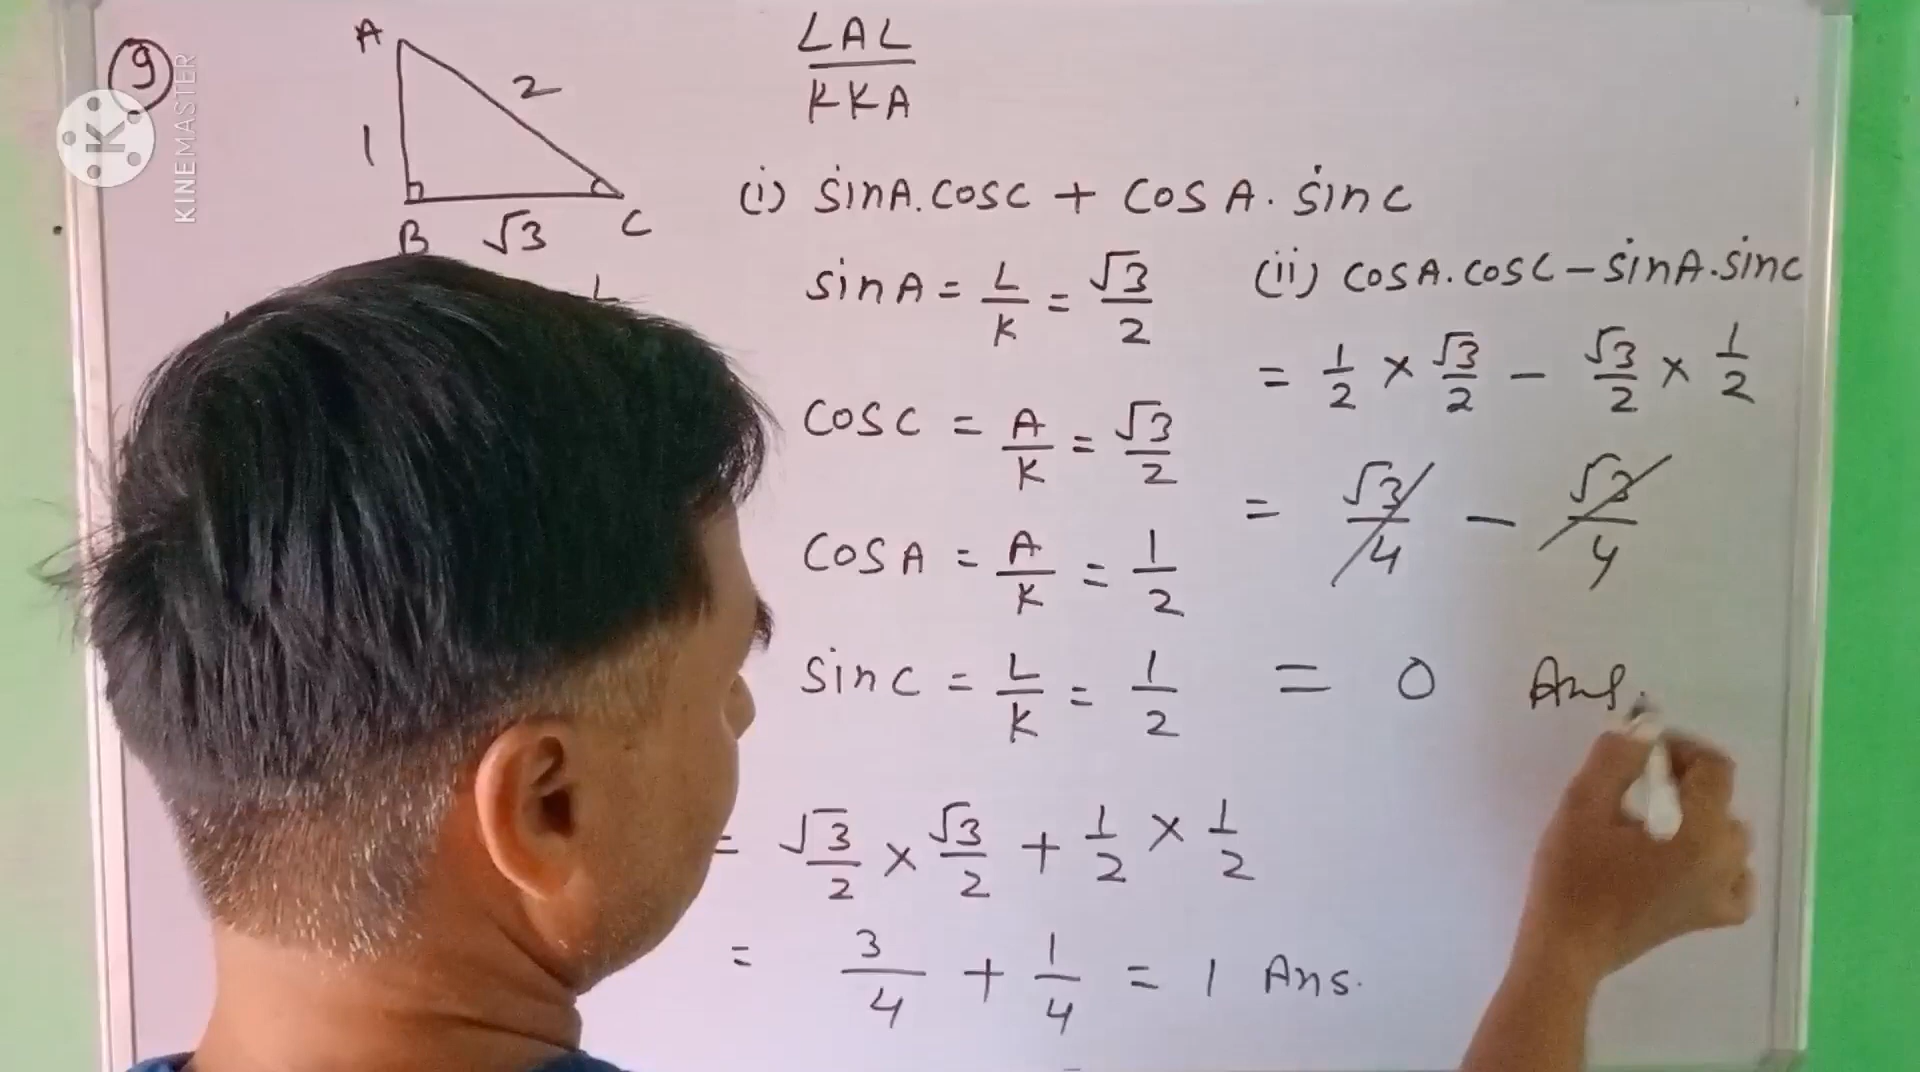 9
KINEMASTER
A
2
1
B √3 C
L
LAL/KKA
(i) sinA.cosC + cosA.sinC
sinA = L/K = √3/2
cosC = A/K = √3/2
cosA = A/K = 1/2
sinC = L/K = 1/2
= √3/2 × √3/2 + 1/2 × 1/2
= 3/4 + 1/4 = 1 Ans.
(ii) cosA.cosC - sinA.sinC
= 1/2 × √3/2 - √3/2 × 1/2
= √3/4 - √3/4
= 0 Ans.